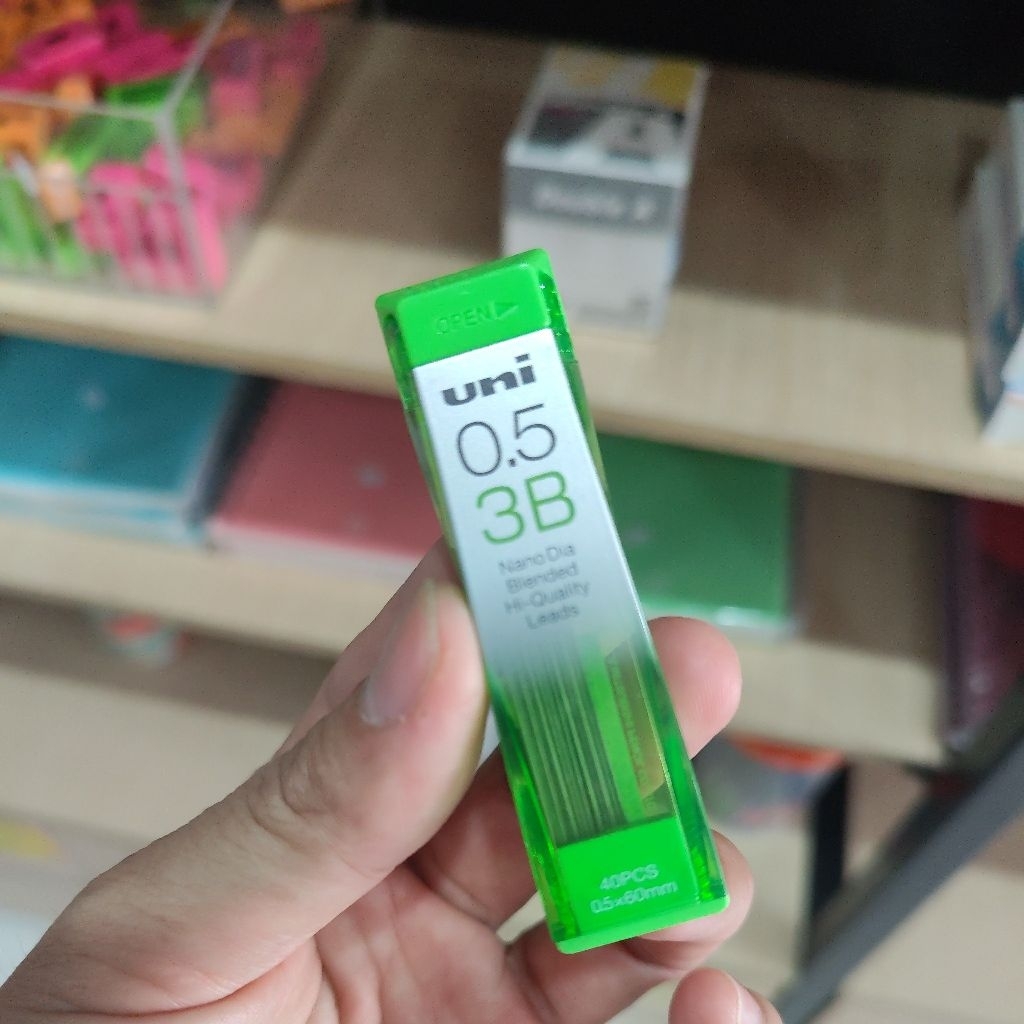 OPEN
uni
0.5
3B
Nano Dia
Blended
Hi-Quality
Leads
40PCS
0.5×60mm